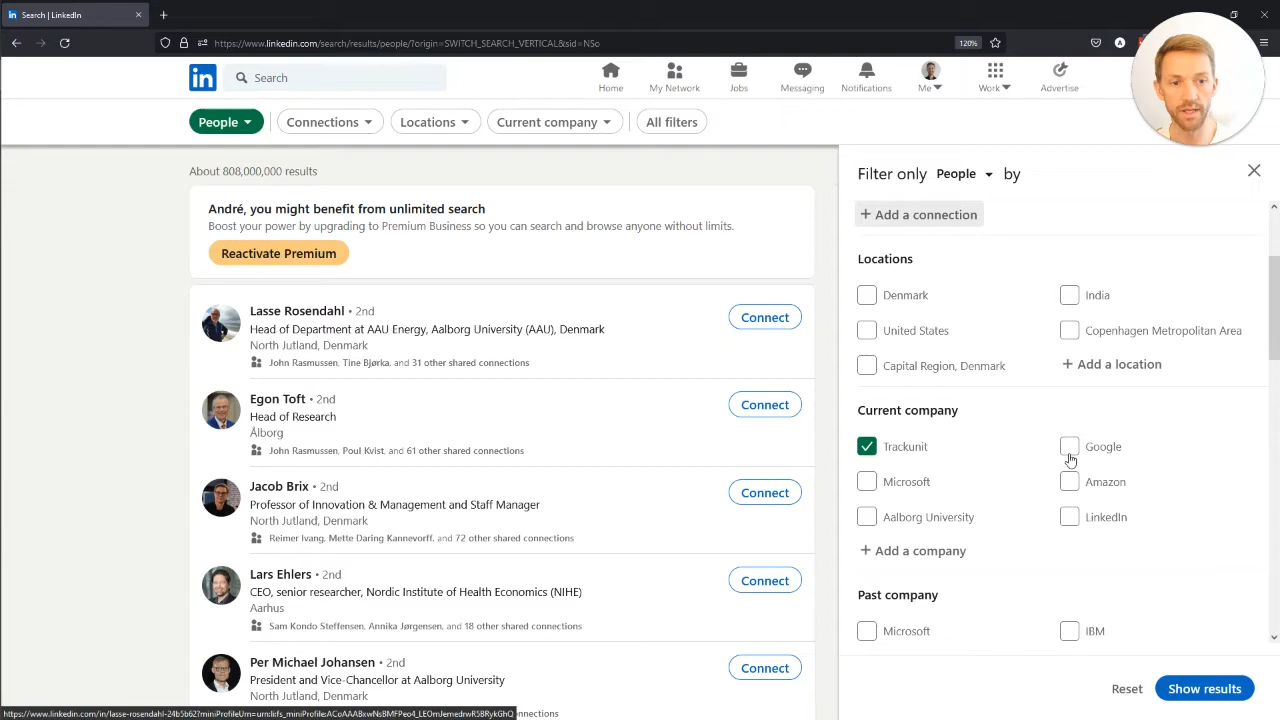 Search | LinkedIn
https://www.linkedin.com/search/results/people/?origin=SWITCH_SEARCH_VERTICAL&sid=NSo
120%
in
Search
Home
My Network
Jobs
Messaging
Notifications
Me
Work
Advertise
People
Connections
Locations
Current company
All filters
About 808,000,000 results
André, you might benefit from unlimited search
Boost your power by upgrading to Premium Business so you can search and browse anyone without limits.
Reactivate Premium
Lasse Rosendahl • 2nd
Head of Department at AAU Energy, Aalborg University (AAU), Denmark
North Jutland, Denmark
John Rasmussen, Tine Bjørka, and 31 other shared connections
Connect
Egon Toft • 2nd
Head of Research
Ålborg
John Rasmussen, Poul Kvist, and 61 other shared connections
Connect
Jacob Brix • 2nd
Professor of Innovation & Management and Staff Manager
North Jutland, Denmark
Reimer Ivang, Mette Daring Kannevorff, and 72 other shared connections
Connect
Lars Ehlers • 2nd
CEO, senior researcher, Nordic Institute of Health Economics (NIHE)
Aarhus
Sam Kondo Steffensen, Annika Jørgensen, and 18 other shared connections
Connect
Per Michael Johansen • 2nd
President and Vice-Chancellor at Aalborg University
North Jutland, Denmark
Connect
Filter only People by
+ Add a connection
Locations
Denmark
India
United States
Copenhagen Metropolitan Area
Capital Region, Denmark
+ Add a location
Current company
Trackunit
Google
Microsoft
Amazon
Aalborg University
LinkedIn
+ Add a company
Past company
Microsoft
IBM
Reset
Show results